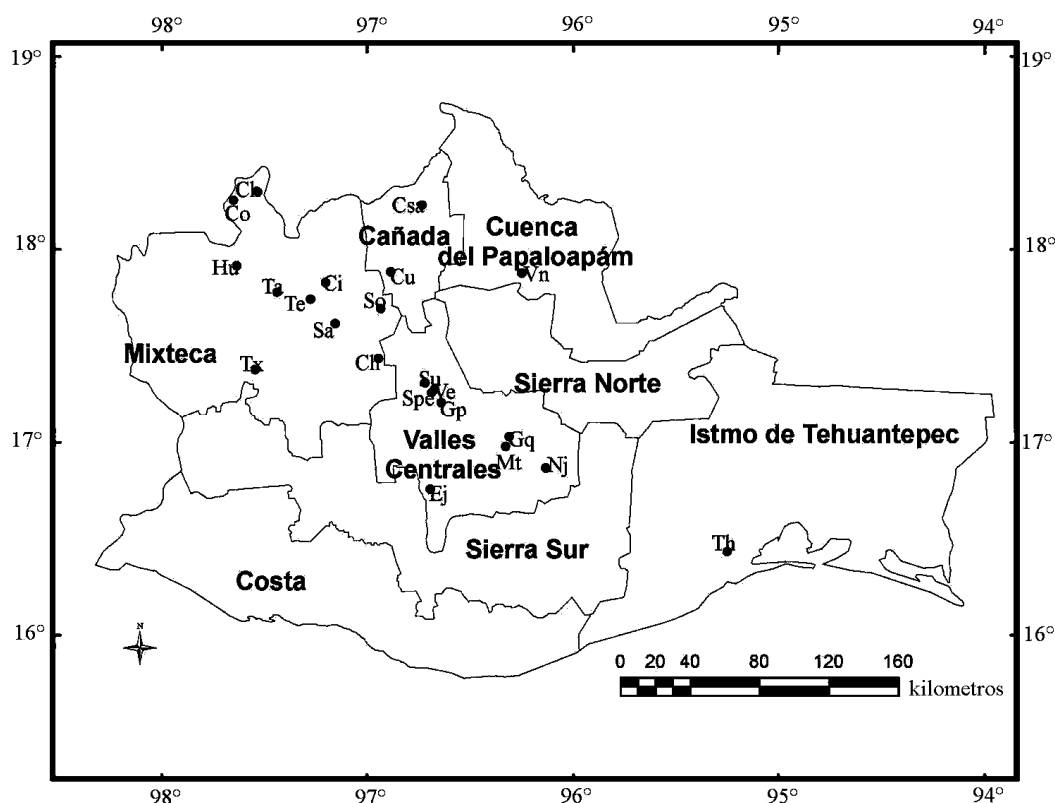 98°
97°
96°
95°
94°
19°
19°
Csa
Co
Cuenca
del Papaloapám
Cañada
18°
18°
Hu
Cu
Vn
Ta
Ci
Te
So
Sa
Mixteca
Tx
Su
Ve
Spe
Gp
Sierra Norte
17°
17°
Valles
Centrales
Gq
Mt
Nj
Istmo de Tehuantepec
Ej
Sierra Sur
Th
Costa
16°
16°
N
0 20 40 80 120 160
kilometros
98°
97°
96°
95°
94°